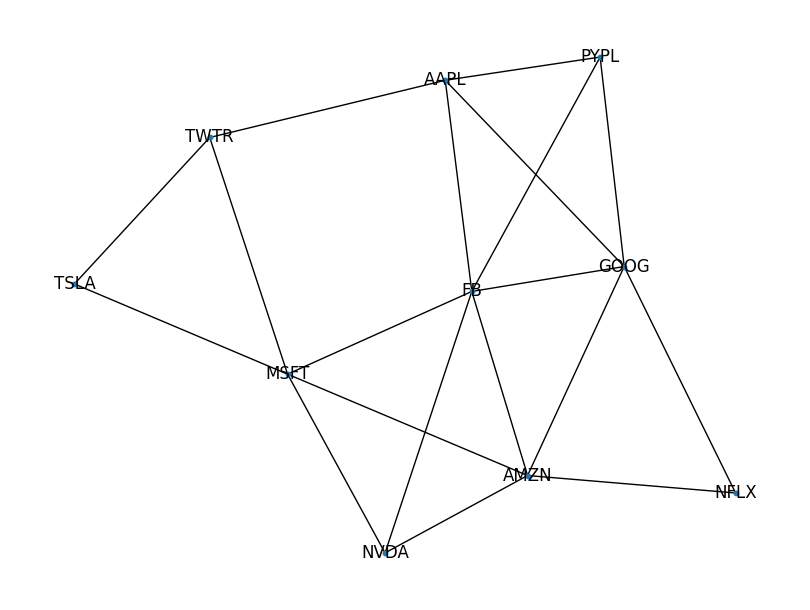 PYPL
AAPL
TWTR
GOOG
TSLA
FB
MSFT
AMZN
NFLX
NVDA